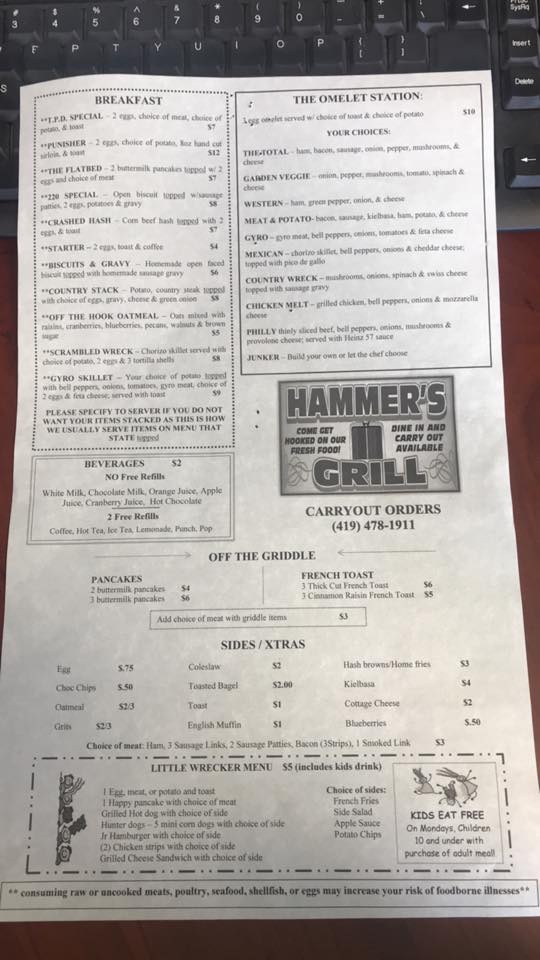 BREAKFAST
**T.P.D. SPECIAL – 2 eggs, choice of meat, choice of
potato, & toast $7
**PUNISHER – 2 eggs, choice of potato, 8oz hand cut
sirloin, & toast $12
**THE FLATBED – 2 buttermilk pancakes topped w/ 2
eggs and choice of meat $7
**220 SPECIAL – Open biscuit topped w/sausage
patties, 2 eggs, potatoes & gravy $8
**CRASHED HASH – Corn beef hash topped with 2
eggs, & toast $7
**STARTER – 2 eggs, toast & coffee $4
**BISCUITS & GRAVY – Homemade open faced
biscuit topped with homemade sausage gravy $6
**COUNTRY STACK – Potato, country steak topped
with choice of eggs, gravy, cheese & green onion $8
**OFF THE HOOK OATMEAL – Oats mixed with
raisins, cranberries, blueberries, pecans, walnuts & brown
sugar $5
**SCRAMBLED WRECK – Chorizo skillet served with
choice of potato, 2 eggs & 3 tortilla shells $8
**GYRO SKILLET – Your choice of potato topped
with bell peppers, onions, tomatoes, gyro meat, choice of
2 eggs & feta cheese, served with toast $9
PLEASE SPECIFY TO SERVER IF YOU DO NOT
WANT YOUR ITEMS STACKED AS THIS IS HOW
WE USUALLY SERVE ITEMS ON MENU THAT
STATE topped
BEVERAGES $2
NO Free Refills
White Milk, Chocolate Milk, Orange Juice, Apple
Juice, Cranberry Juice, Hot Chocolate
2 Free Refills
Coffee, Hot Tea, Ice Tea, Lemonade, Punch, Pop
THE OMELET STATION:
3 egg omelet served w/ choice of toast & choice of potato $10
YOUR CHOICES:
THE TOTAL – ham, bacon, sausage, onion, pepper, mushrooms, &
cheese
GARDEN VEGGIE – onion, pepper, mushrooms, tomato, spinach &
cheese
WESTERN – ham, green pepper, onion, & cheese
MEAT & POTATO- bacon, sausage, kielbasa, ham, potato, & cheese
GYRO – gyro meat, bell peppers, onions, tomatoes & feta cheese
MEXICAN – chorizo skillet, bell peppers, onions & cheddar cheese;
topped with pico de gallo
COUNTRY WRECK – mushrooms, onions, spinach & swiss cheese
topped with sausage gravy
CHICKEN MELT – grilled chicken, bell peppers, onions & mozzarella
cheese
PHILLY thinly sliced beef, bell peppers, onions, mushrooms &
provolone cheese; served with Heinz 57 sauce
JUNKER – Build your own or let the chef choose
HAMMER'S
COME GET
HOOKED ON OUR
FRESH FOOD!
DINE IN AND
CARRY OUT
AVAILABLE
GRILL
CARRYOUT ORDERS
(419) 478-1911
OFF THE GRIDDLE
PANCAKES
2 buttermilk pancakes $4
3 buttermilk pancakes $6
FRENCH TOAST
3 Thick Cut French Toast $6
3 Cinnamon Raisin French Toast $5
Add choice of meat with griddle items $3
SIDES / XTRAS
Egg $.75 Coleslaw $2 Hash browns/Home fries $3
Choc Chips $.50 Toasted Bagel $2.00 Kielbasa $4
Oatmeal $2/3 Toast $1 Cottage Cheese $2
Grits $2/3 English Muffin $1 Blueberries $.50
Choice of meat: Ham, 3 Sausage Links, 2 Sausage Patties, Bacon (3Strips), 1 Smoked Link $3
LITTLE WRECKER MENU $5 (includes kids drink)
1 Egg, meat, or potato and toast
1 Happy pancake with choice of meat
Grilled Hot dog with choice of side
Hunter dogs – 5 mini corn dogs with choice of side
Jr Hamburger with choice of side
(2) Chicken strips with choice of side
Grilled Cheese Sandwich with choice of side
Choice of sides:
French Fries
Side Salad
Apple Sauce
Potato Chips
KIDS EAT FREE
On Mondays, Children
10 and under with
purchase of adult meal!
** consuming raw or uncooked meats, poultry, seafood, shellfish, or eggs may increase your risk of foodborne illnesses**
# 3
$ 4
% 5
^ 6
& 7
* 8
( 9
) 0
E
P T Y U I O P { [ } ]
SysRq
Insert
Delete